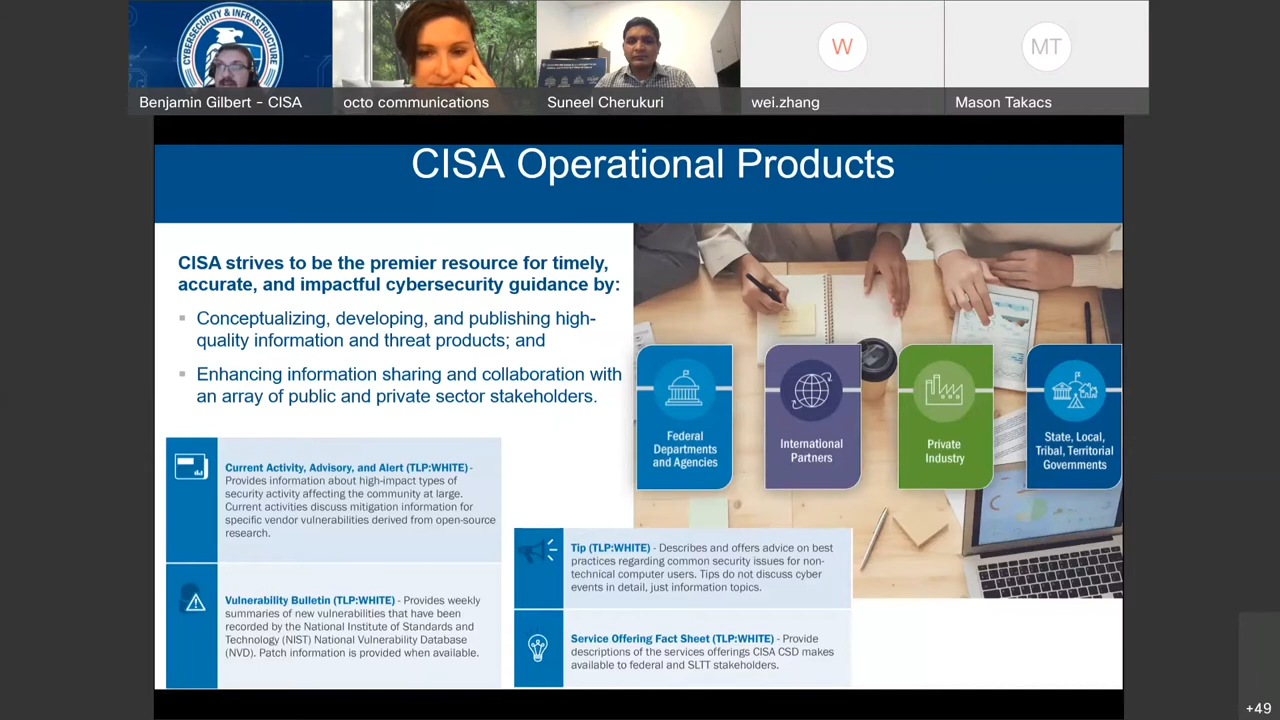 CYBERSECURITY & INFRASTRUCTURE
Benjamin Gilbert - CISA
octo communications
Suneel Cherukuri
W
wei.zhang
MT
Mason Takacs
CISA Operational Products
CISA strives to be the premier resource for timely,
accurate, and impactful cybersecurity guidance by:
Conceptualizing, developing, and publishing high-
quality information and threat products; and
Enhancing information sharing and collaboration with
an array of public and private sector stakeholders.
Federal
Departments
and Agencies
International
Partners
Private
Industry
State, Local,
Tribal, Territorial
Governments
Current Activity, Advisory, and Alert (TLP:WHITE) -
Provides information about high-impact types of
security activity affecting the community at large.
Current activities discuss mitigation information for
specific vendor vulnerabilities derived from open-source
research.
Vulnerability Bulletin (TLP:WHITE) - Provides weekly
summaries of new vulnerabilities that have been
recorded by the National Institute of Standards and
Technology (NIST) National Vulnerability Database
(NVD). Patch information is provided when available.
Tip (TLP:WHITE) - Describes and offers advice on best
practices regarding common security issues for non-
technical computer users. Tips do not discuss cyber
events in detail, just information topics.
Service Offering Fact Sheet (TLP:WHITE) - Provide
descriptions of the services offerings CISA CSD makes
available to federal and SLTT stakeholders.
+49